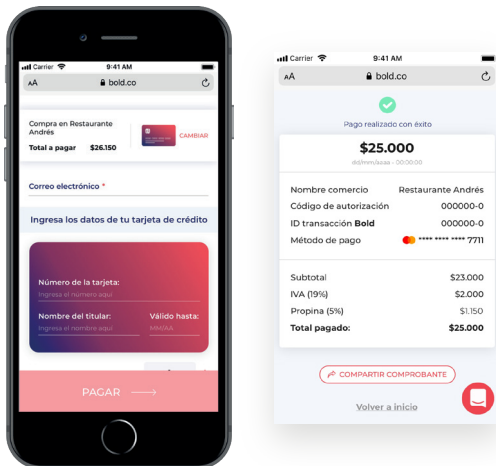 Carrier
9:41 AM
AA
bold.co
Compra en Restaurante
Andrés
CAMBIAR
Total a pagar $26.150
Correo electrónico *
Ingresa los datos de tu tarjeta de crédito
Número de la tarjeta:
Ingresa el número aquí
Nombre del titular:
Válido hasta:
Ingresa el nombre aquí
MM/AA
PAGAR
Carrier
9:41 AM
AA
bold.co
Pago realizado con éxito
$25.000
dd/mm/aaaa - 00:00:00
Nombre comercio Restaurante Andrés
Código de autorización 000000-0
ID transacción Bold 000000-0
Método de pago **** **** **** 7711
Subtotal $23.000
IVA (19%) $2.000
Propina (5%) $1.150
Total pagado: $25.000
COMPARTIR COMPROBANTE
Volver a inicio